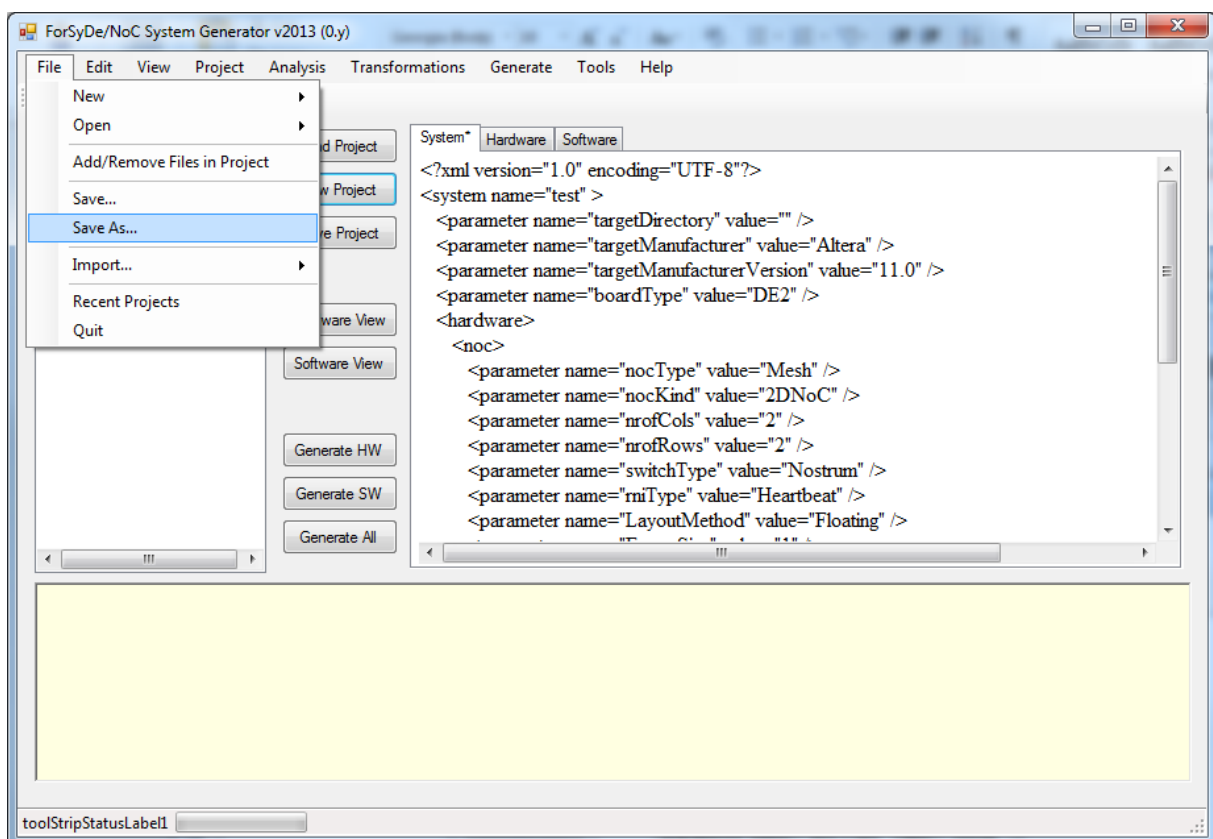 ForSyDe/NoC System Generator v2013 (0.y)
File Edit View Project Analysis Transformations Generate Tools Help
New
Open
Add/Remove Files in Project
Save...
Save As...
Import...
Recent Projects
Quit
d Project
w Project
e Project
ware View
Software View
Generate HW
Generate SW
Generate All
System* Hardware Software
<?xml version="1.0" encoding="UTF-8"?>
<system name="test" >
<parameter name="targetDirectory" value="" />
<parameter name="targetManufacturer" value="Altera" />
<parameter name="targetManufacturerVersion" value="11.0" />
<parameter name="boardType" value="DE2" />
<hardware>
<noc>
<parameter name="nocType" value="Mesh" />
<parameter name="nocKind" value="2DNoC" />
<parameter name="nrofCols" value="2" />
<parameter name="nrofRows" value="2" />
<parameter name="switchType" value="Nostrum" />
<parameter name="rniType" value="Heartbeat" />
<parameter name="LayoutMethod" value="Floating" />
toolStripStatusLabel1